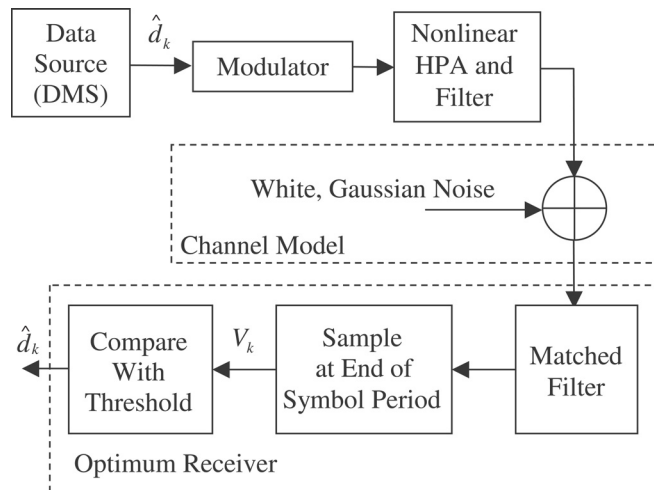 Data
Source
(DMS)
d̂ₖ
Modulator
Nonlinear
HPA and
Filter
White, Gaussian Noise
Channel Model
d̂ₖ
Compare
With
Threshold
Vₖ
Sample
at End of
Symbol Period
Matched
Filter
Optimum Receiver